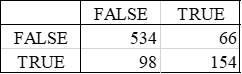 FALSE TRUE
FALSE 534 66
TRUE 98 154